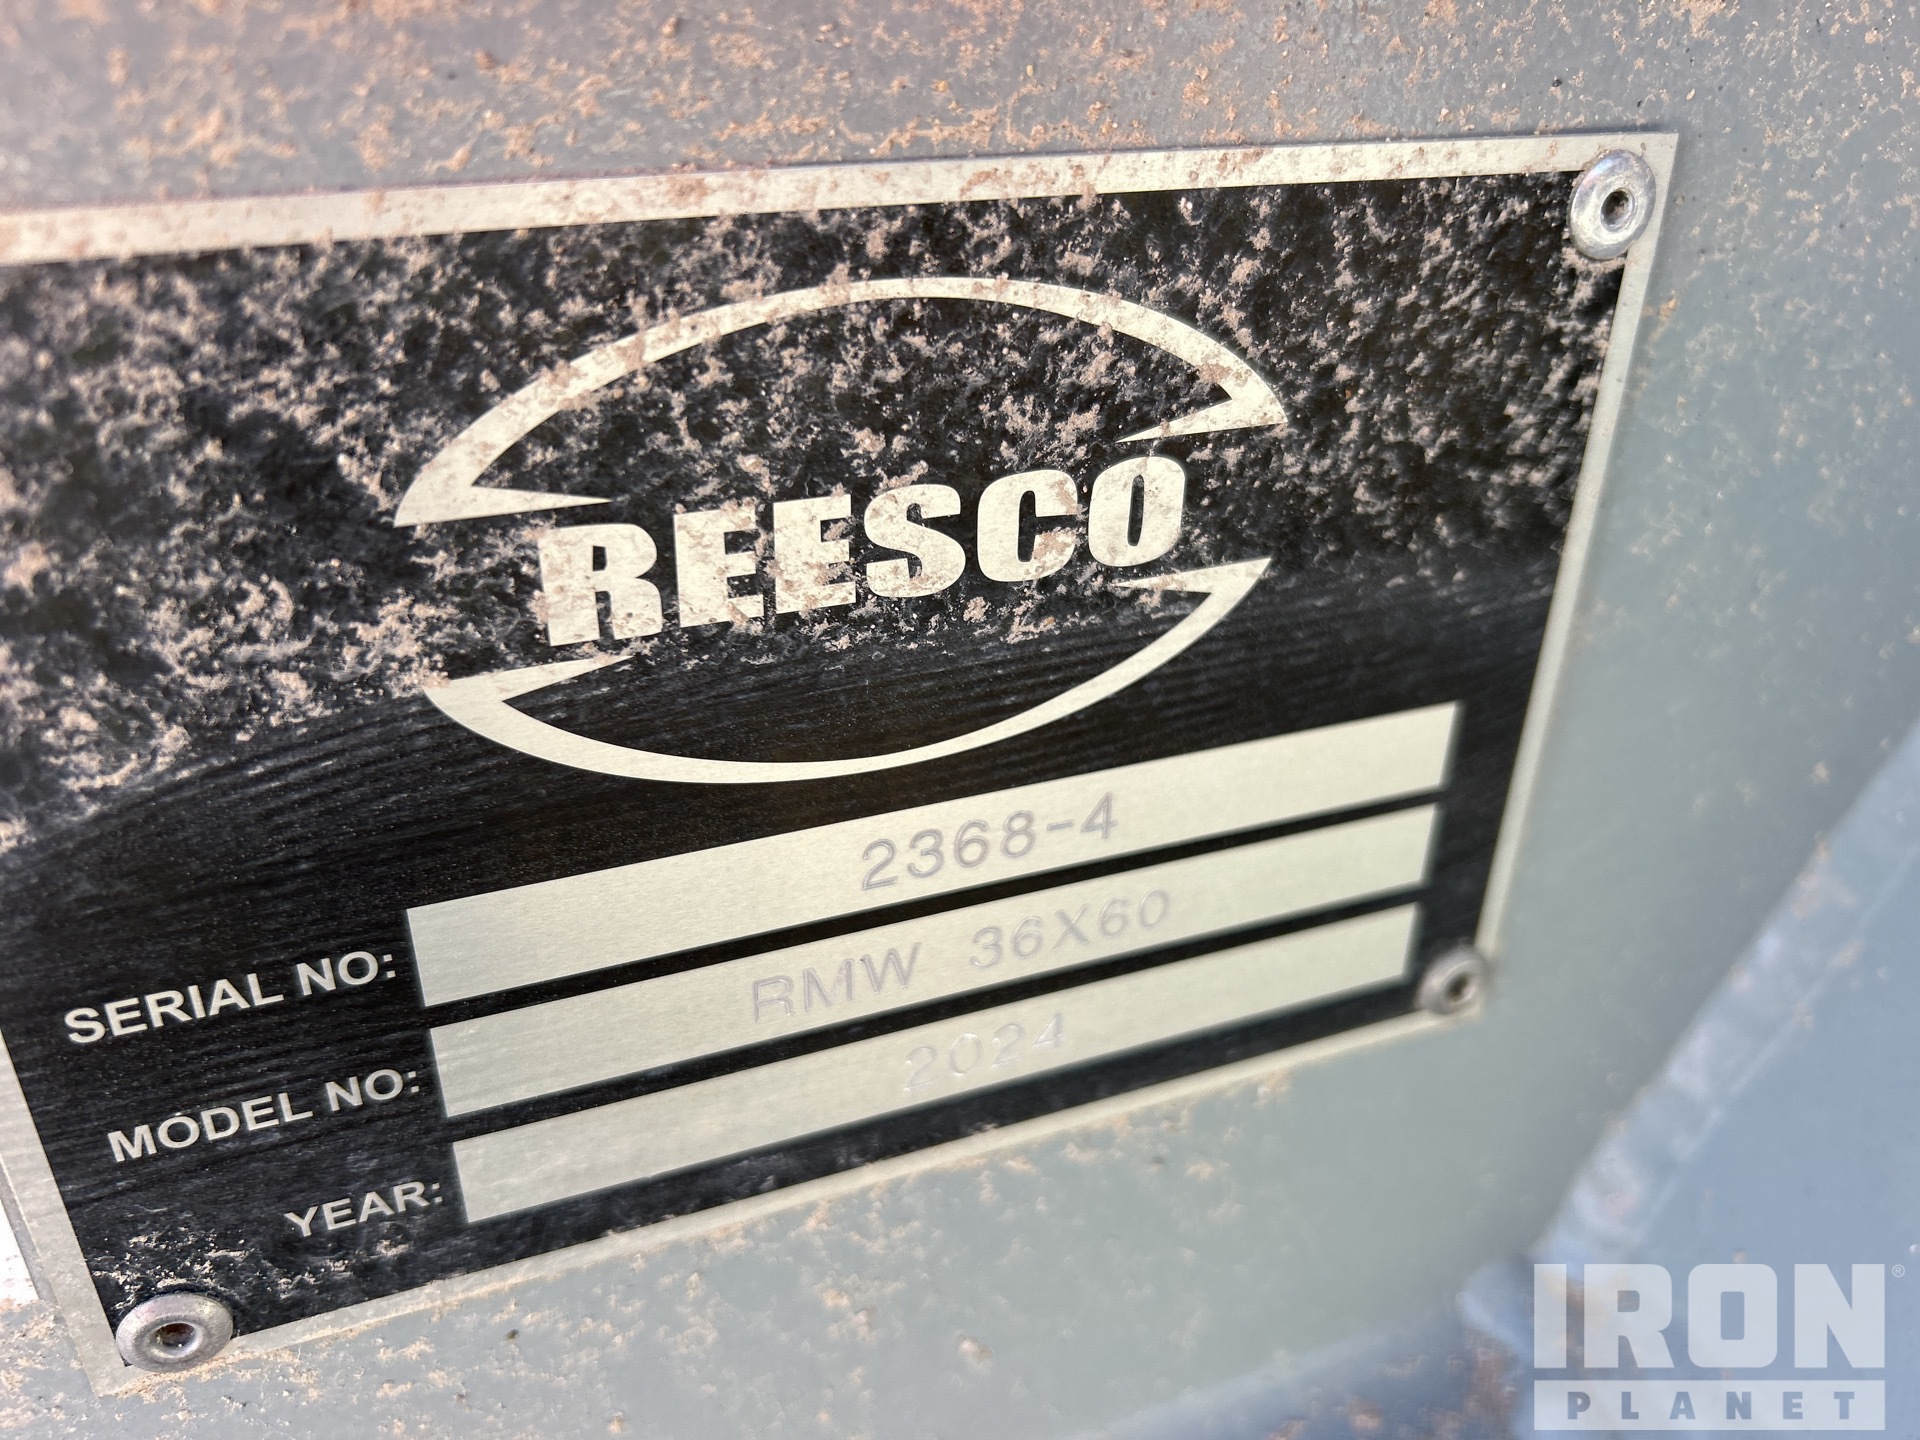 REESCO
SERIAL NO: 2368-4
MODEL NO: RMW 36X60
YEAR: 2024
IRON®
PLANET